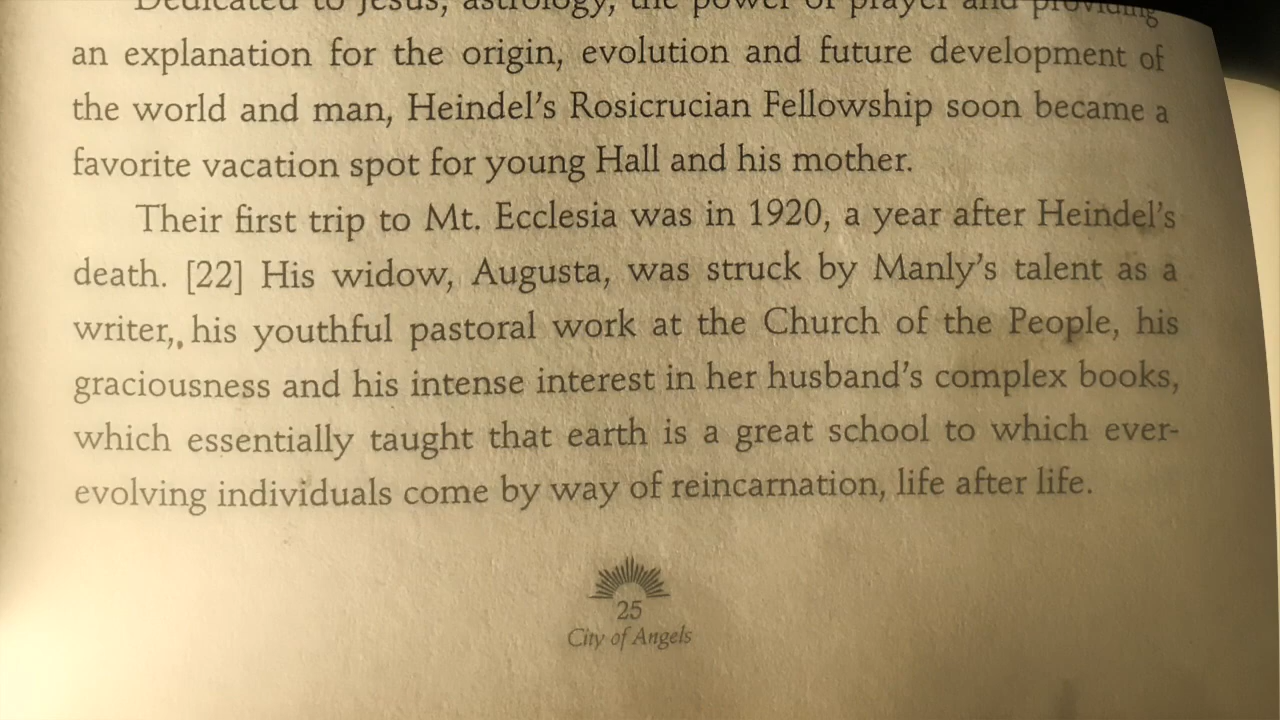 Dedicated to Jesus, astrology, the power of prayer and providing
an explanation for the origin, evolution and future development of
the world and man, Heindel's Rosicrucian Fellowship soon became a
favorite vacation spot for young Hall and his mother.
Their first trip to Mt. Ecclesia was in 1920, a year after Heindel's
death. [22] His widow, Augusta, was struck by Manly's talent as a
writer,, his youthful pastoral work at the Church of the People, his
graciousness and his intense interest in her husband's complex books,
which essentially taught that earth is a great school to which ever-
evolving individuals come by way of reincarnation, life after life.
25
City of Angels